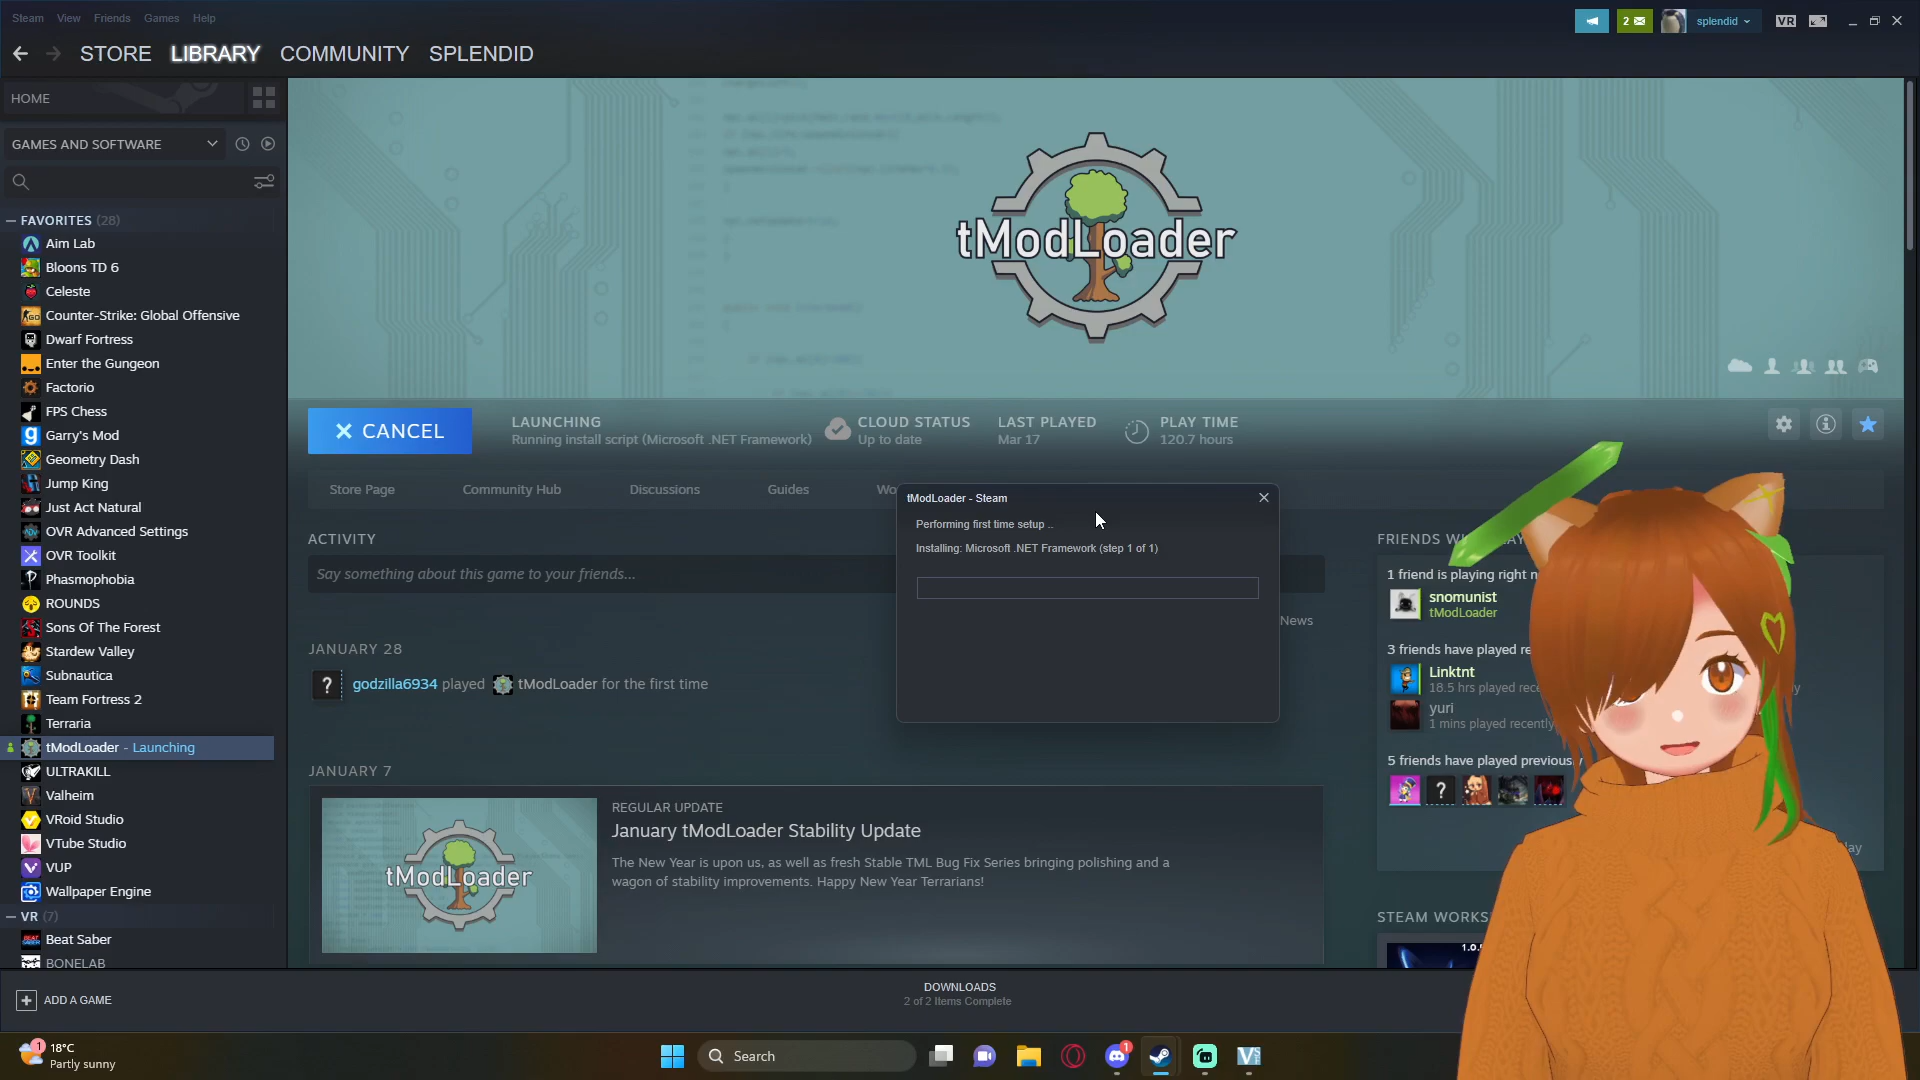 Steam View Friends Games Help
2
splendid
VR
STORE LIBRARY COMMUNITY SPLENDID
HOME
GAMES AND SOFTWARE
FAVORITES (28)
Aim Lab
Bloons TD 6
Celeste
Counter-Strike: Global Offensive
Dwarf Fortress
Enter the Gungeon
Factorio
FPS Chess
Garry's Mod
Geometry Dash
Jump King
Just Act Natural
OVR Advanced Settings
OVR Toolkit
Phasmophobia
ROUNDS
Sons Of The Forest
Stardew Valley
Subnautica
Team Fortress 2
Terraria
tModLoader - Launching
ULTRAKILL
Valheim
VRoid Studio
VTube Studio
VUP
Wallpaper Engine
VR (7)
Beat Saber
BONELAB
ADD A GAME
tModLoader
CANCEL
LAUNCHING
Running install script (Microsoft .NET Framework)
CLOUD STATUS
Up to date
LAST PLAYED
Mar 17
PLAY TIME
120.7 hours
Store Page Community Hub Discussions Guides Wo
tModLoader - Steam
Performing first time setup ..
Installing: Microsoft .NET Framework (step 1 of 1)
ACTIVITY
Say something about this game to your friends...
News
JANUARY 28
godzilla6934 played tModLoader for the first time
JANUARY 7
tModLoader
REGULAR UPDATE
January tModLoader Stability Update
The New Year is upon us, as well as fresh Stable TML Bug Fix Series bringing polishing and a
wagon of stability improvements. Happy New Year Terrarians!
FRIENDS W
1 friend is playing right n
snomunist
tModLoader
3 friends have played re
Linktnt
18.5 hrs played rece
yuri
1 mins played recently
5 friends have played previous
lay
STEAM WORKS
1.0.
DOWNLOADS
2 of 2 Items Complete
1
18°C
Partly sunny
Search
1